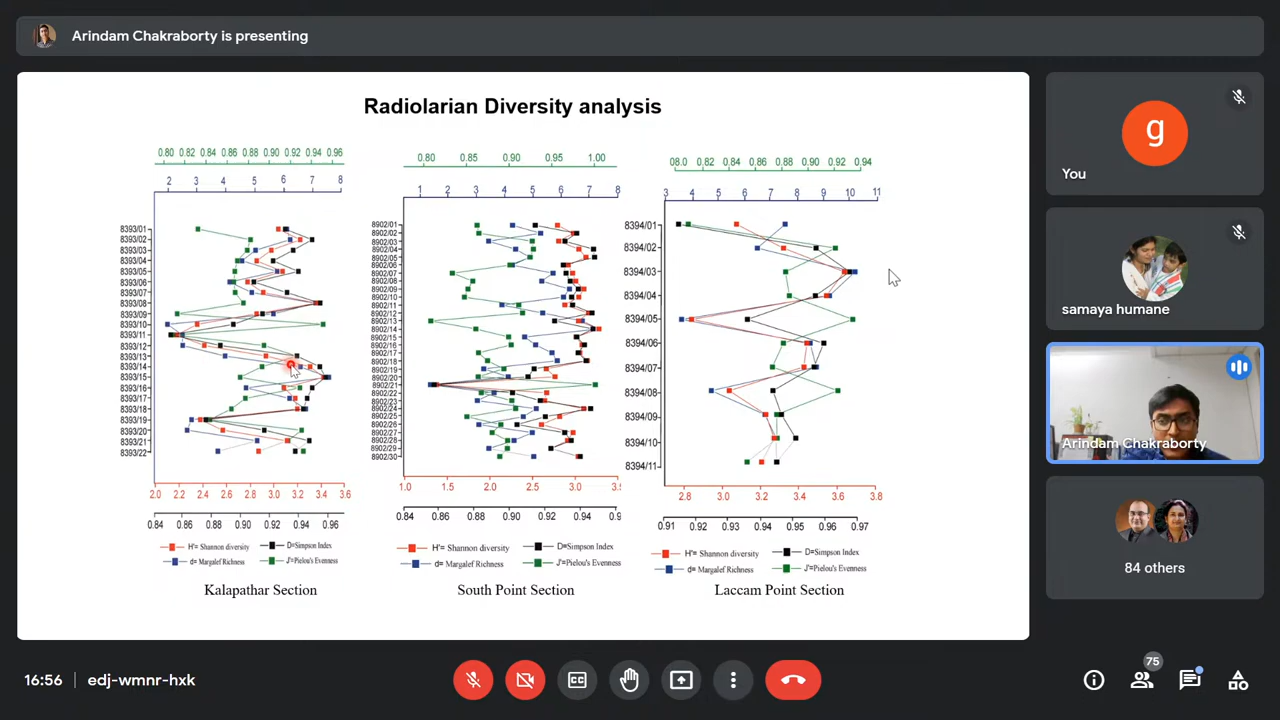 Arindam Chakraborty is presenting
Radiolarian Diversity analysis
0.80 0.82 0.84 0.86 0.88 0.90 0.92 0.94 0.96
2 3 4 5 6 7 8
8393/01
8393/02
8393/03
8393/04
8393/05
8393/06
8393/07
8393/08
8393/09
8393/10
8393/11
8393/12
8393/13
8393/14
8393/15
8393/16
8393/17
8393/18
8393/19
8393/20
8393/21
8393/22
2.0 2.2 2.4 2.6 2.8 3.0 3.2 3.4 3.6
0.84 0.86 0.88 0.90 0.92 0.94 0.96
H'= Shannon diversity D=Simpson Index
d= Margalef Richness J'=Pielou's Evenness
Kalapathar Section
0.80 0.85 0.90 0.95 1.00
1 2 3 4 5 6 7 8
8902/01
8902/02
8902/03
8902/04
8902/05
8902/06
8902/07
8902/08
8902/09
8902/10
8902/11
8902/12
8902/13
8902/14
8902/15
8902/16
8902/17
8902/18
8902/19
8902/20
8902/21
8902/22
8902/23
8902/24
8902/25
8902/26
8902/27
8902/28
8902/29
8902/30
1.0 1.5 2.0 2.5 3.0 3.5
0.84 0.86 0.88 0.90 0.92 0.94 0.96 0.9
H'= Shannon diversity D=Simpson Index
d= Margalef Richness J'=Pielou's Evenness
South Point Section
08.0 0.82 0.84 0.86 0.88 0.90 0.92 0.94
3 4 5 6 7 8 9 10 11
8394/01
8394/02
8394/03
8394/04
8394/05
8394/06
8394/07
8394/08
8394/09
8394/10
8394/11
2.8 3.0 3.2 3.4 3.6 3.8
0.91 0.92 0.93 0.94 0.95 0.96 0.97
H'= Shannon diversity D=Simpson Index
d= Margalef Richness J'=Pielou's Evenness
Laccam Point Section
g
You
samaya humane
Arindam Chakraborty
84 others
16:56 | edj-wmnr-hxk
75